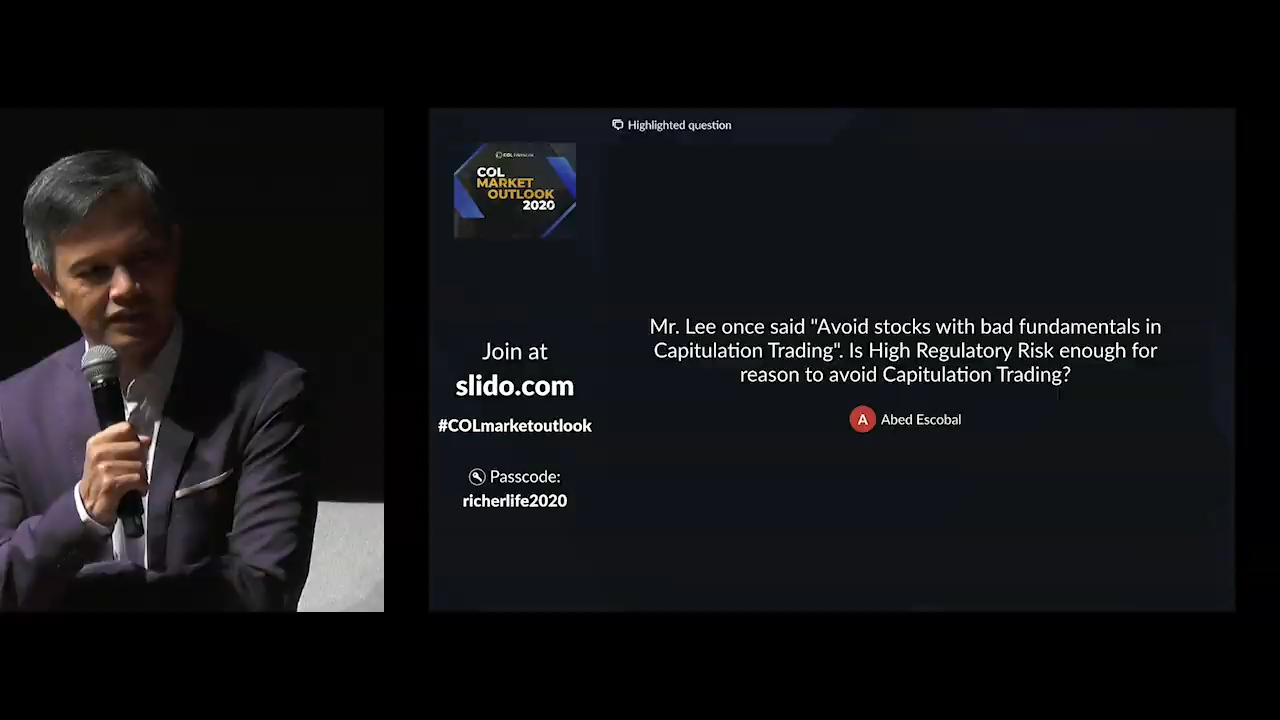 Highlighted question
COL FINANCIAL
COL
MARKET
OUTLOOK
2020
Join at
slido.com
#COLmarketoutlook
Passcode:
richerlife2020
Mr. Lee once said "Avoid stocks with bad fundamentals in
Capitulation Trading". Is High Regulatory Risk enough for
reason to avoid Capitulation Trading?
A Abed Escobal